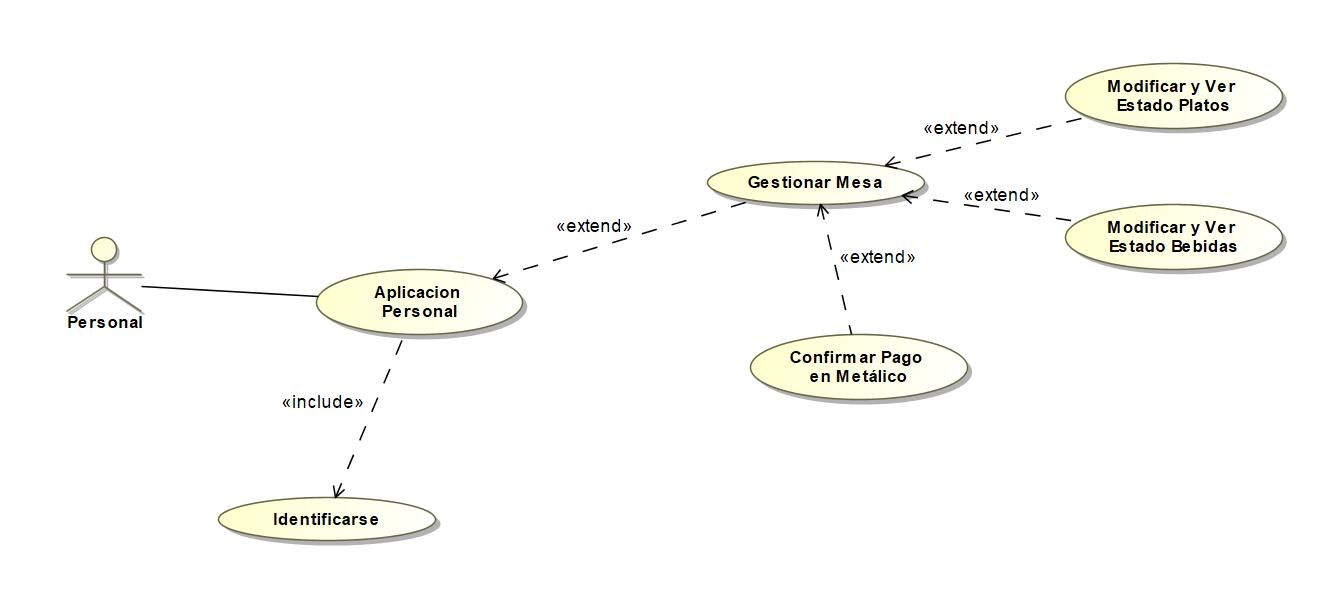 Modificar y Ver
Estado Platos
«extend»
Gestionar Mesa
«extend»
Modificar y Ver
Estado Bebidas
«extend»
«extend»
Aplicacion
Personal
Personal
Confirmar Pago
en Metálico
«include»
Identificarse